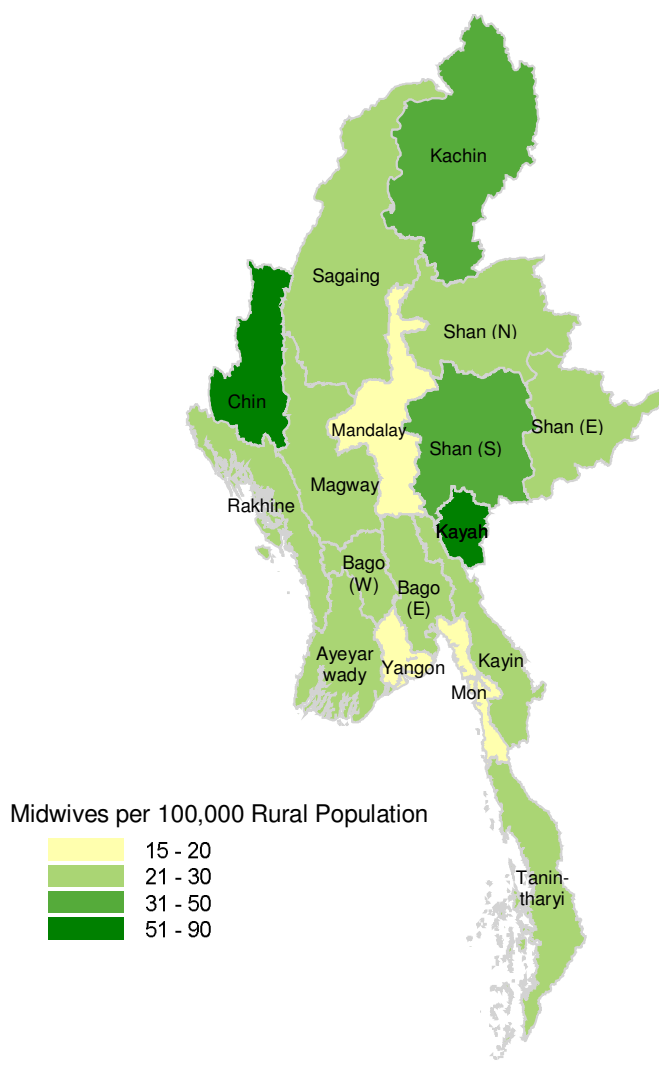 Kachin
Sagaing
Shan (N)
Chin
Mandalay
Shan (E)
Shan (S)
Magway
Rakhine
Kayah
Bago
(W)
Bago
(E)
Ayeyar
wady
Yangon
Kayin
Mon
Midwives per 100,000 Rural Population
15 - 20
21 - 30
31 - 50
51 - 90
Tanin-
tharyi